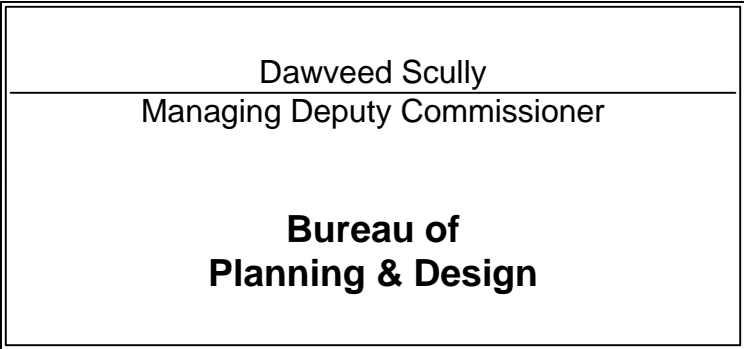 Dawveed Scully
Managing Deputy Commissioner
Bureau of
Planning & Design